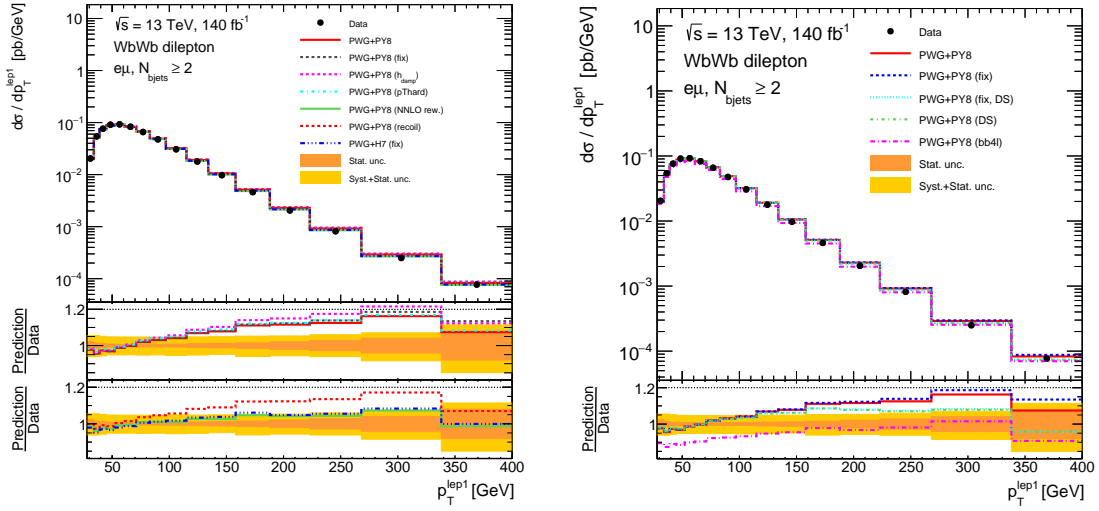 √s = 13 TeV, 140 fb⁻¹
WbWb dilepton
eμ, N_bjets ≥ 2
Data
PWG+PY8
PWG+PY8 (fix)
PWG+PY8 (h_damp)
PWG+PY8 (pThard)
PWG+PY8 (NNLO rew.)
PWG+PY8 (recoil)
PWG+H7 (fix)
Stat. unc.
Syst.+Stat. unc.
dσ / dp_T^lep1 [pb/GeV]
10
1
10⁻¹
10⁻²
10⁻³
10⁻⁴
Prediction
Data
1.2
1
Prediction
Data
1.2
1
50 100 150 200 250 300 350 400
p_T^lep1 [GeV]
√s = 13 TeV, 140 fb⁻¹
WbWb dilepton
eμ, N_bjets ≥ 2
Data
PWG+PY8
PWG+PY8 (fix)
PWG+PY8 (fix, DS)
PWG+PY8 (DS)
PWG+PY8 (bb4l)
Stat. unc.
Syst.+Stat. unc.
dσ / dp_T^lep1 [pb/GeV]
10
1
10⁻¹
10⁻²
10⁻³
10⁻⁴
Prediction
Data
1.2
1
50 100 150 200 250 300 350 400
p_T^lep1 [GeV]